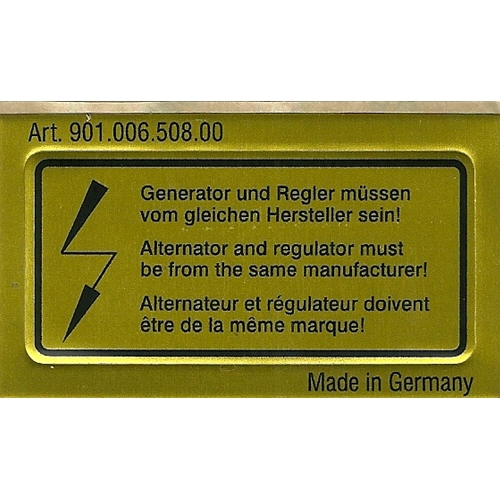 Art. 901.006.508.00
Generator und Regler müssen
vom gleichen Hersteller sein!
Alternator and regulator must
be from the same manufacturer!
Alternateur et régulateur doivent
être de la même marque!
Made in Germany